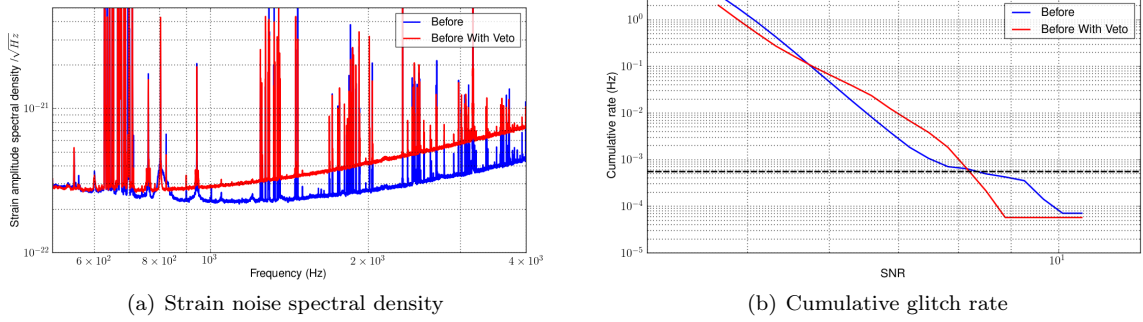 Before
Before With Veto
Strain amplitude spectral density /√Hz
10⁻²¹
10⁻²²
6 × 10² 8 × 10² 10³ 2 × 10³ 4 × 10³
Frequency (Hz)
(a) Strain noise spectral density
Before
Before With Veto
Cumulative rate (Hz)
10⁰
10⁻¹
10⁻²
10⁻³
10⁻⁴
10⁻⁵
10¹
SNR
(b) Cumulative glitch rate